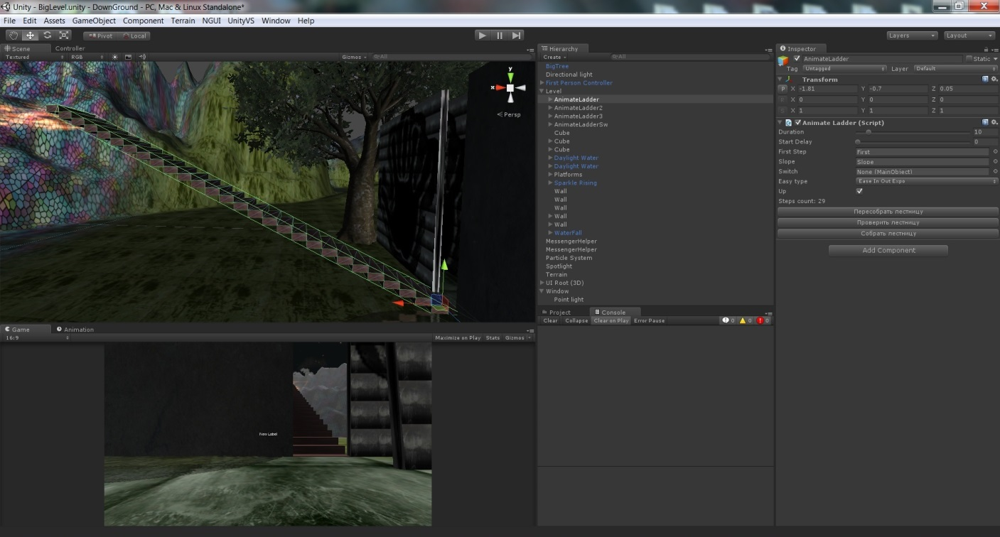 Unity - BigLevel.unity - DownGround - PC, Mac & Linux Standalone*
File Edit Assets GameObject Component Terrain NGUI UnityVS Window Help
Pivot Local Layers Layout
Scene Controller
Textured RGB Gizmos All
y
x
Persp
Game Animation
16:9 Maximize on Play Stats Gizmos
New Label
Hierarchy
Create All
BigTree
Directional light
First Person Controller
Level
AnimateLadder
AnimateLadder2
AnimateLadder3
AnimateLadderSw
Cube
Cube
Cube
Daylight Water
Daylight Water
Platforms
Sparkle Rising
Wall
Wall
Wall
Wall
Wall
WaterFall
MessengerHelper
MessengerHelper
Particle System
Spotlight
Terrain
UI Root (3D)
Window
Point light
Project Console
Clear Collapse Clear on Play Error Pause 0 0 0
Inspector
AnimateLadder Static
Tag Untagged Layer Default
Transform
P X -1.81 Y -0.7 Z 0.05
R X 0 Y 0 Z 0
S X 1 Y 1 Z 1
Animate Ladder (Script)
Duration 10
Start Delay 0
First Step First
Slope Slope
Switch None (MainObject)
Easy type Ease In Out Expo
Up
Steps count: 29
Пересобрать лестницу
Проверить лестницу
Собрать лестницу
Add Component